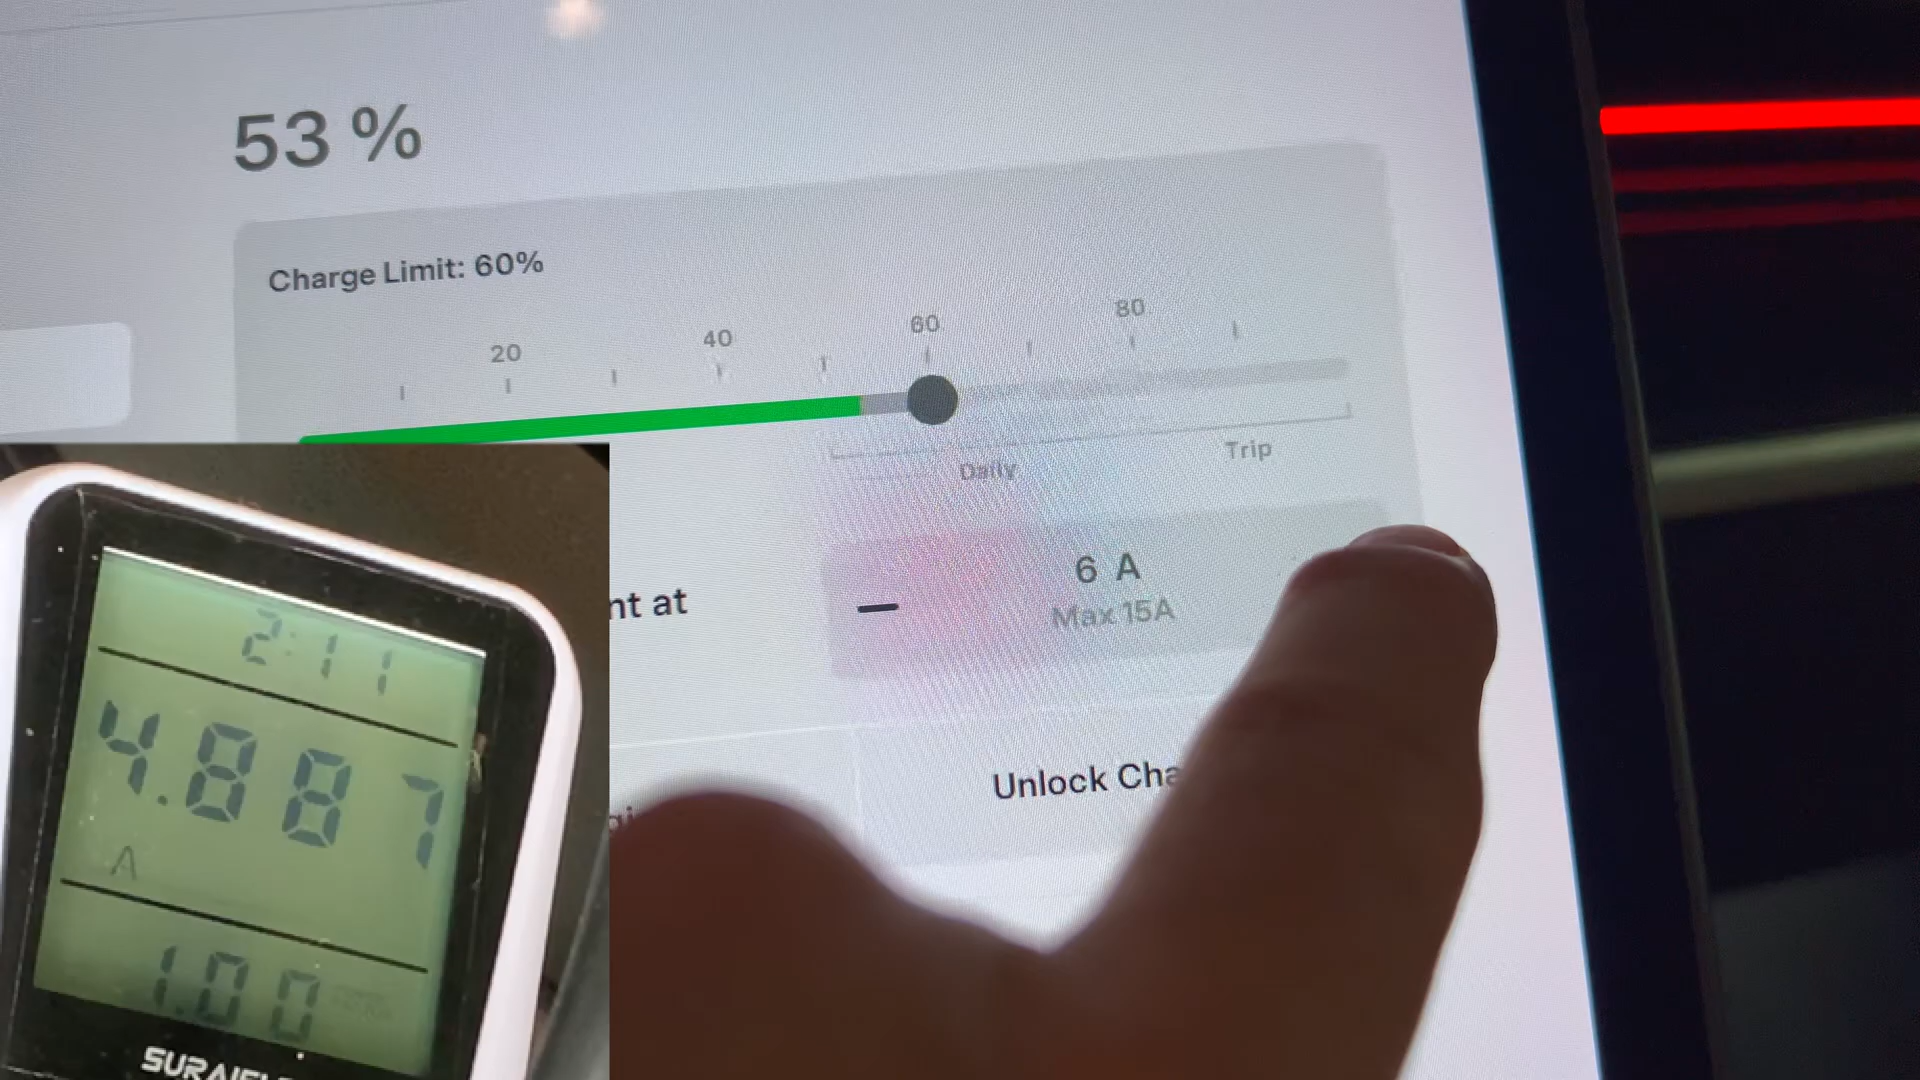 53 %
Charge Limit: 60%
20
40
60
80
Daily
Trip
nt at
6 A
Max 15A
Unlock Cha
2:11
4.887
A
1.00